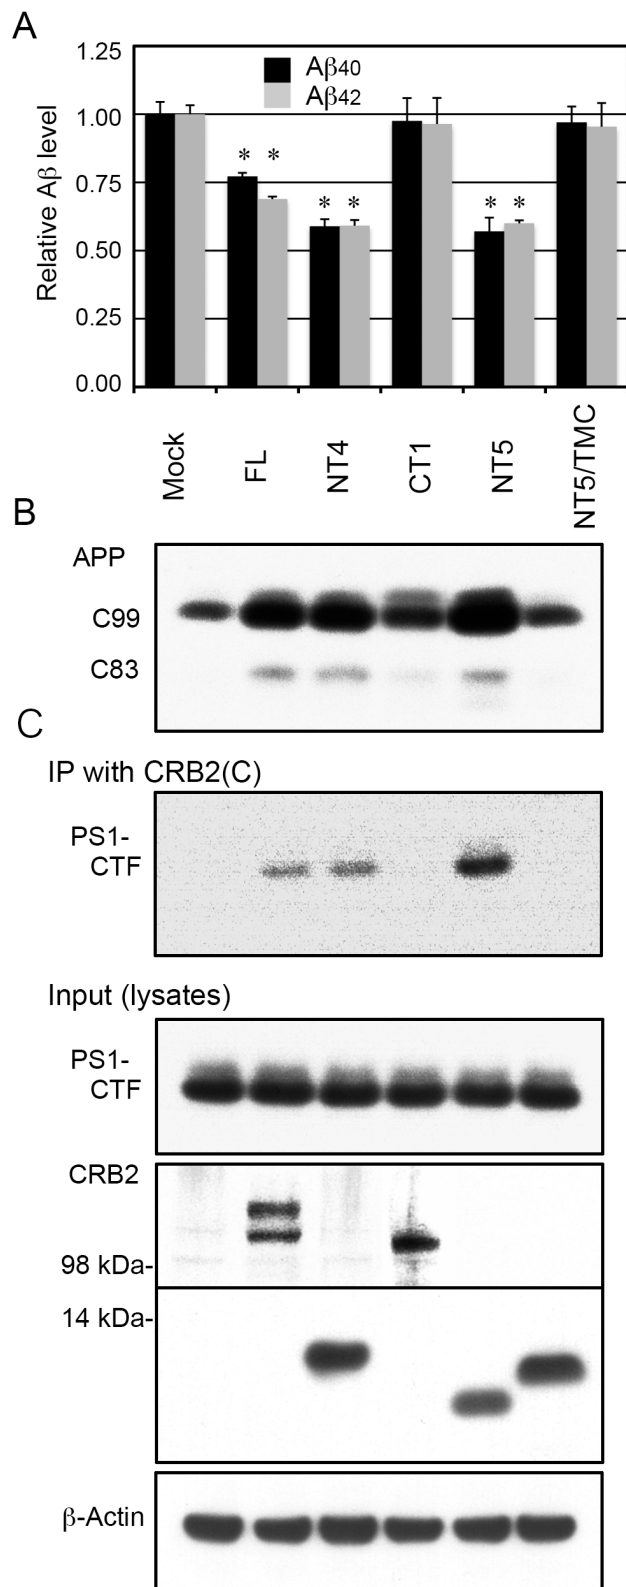 A
1.25
1.00
0.75
0.50
0.25
0.00
Relative Aβ level
Aβ40
Aβ42
* *
* *
* *
Mock
FL
NT4
CT1
NT5
NT5/TMC
B
APP
C99
C83
C
IP with CRB2(C)
PS1-
CTF
Input (lysates)
PS1-
CTF
CRB2
98 kDa-
14 kDa-
β-Actin